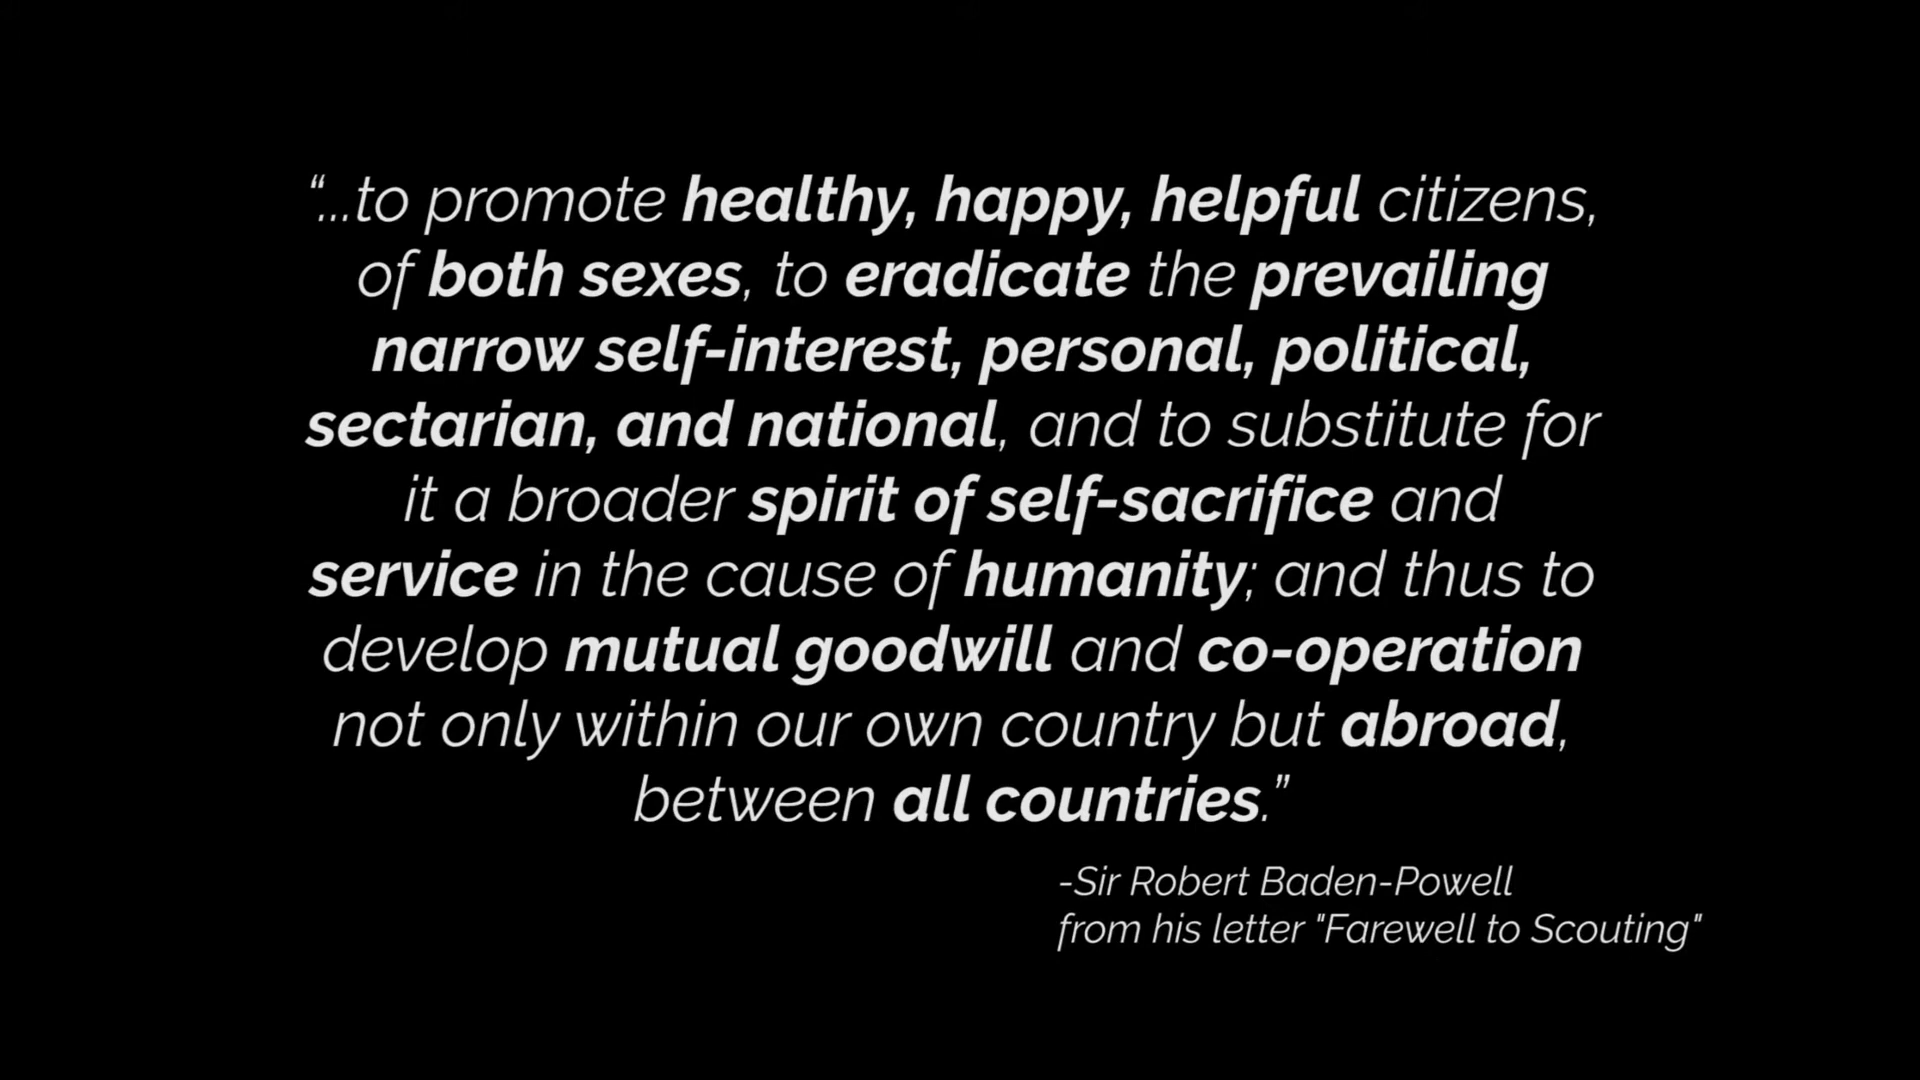 “...to promote healthy, happy, helpful citizens,
of both sexes, to eradicate the prevailing
narrow self-interest, personal, political,
sectarian, and national, and to substitute for
it a broader spirit of self-sacrifice and
service in the cause of humanity; and thus to
develop mutual goodwill and co-operation
not only within our own country but abroad,
between all countries.”
-Sir Robert Baden-Powell
from his letter "Farewell to Scouting"